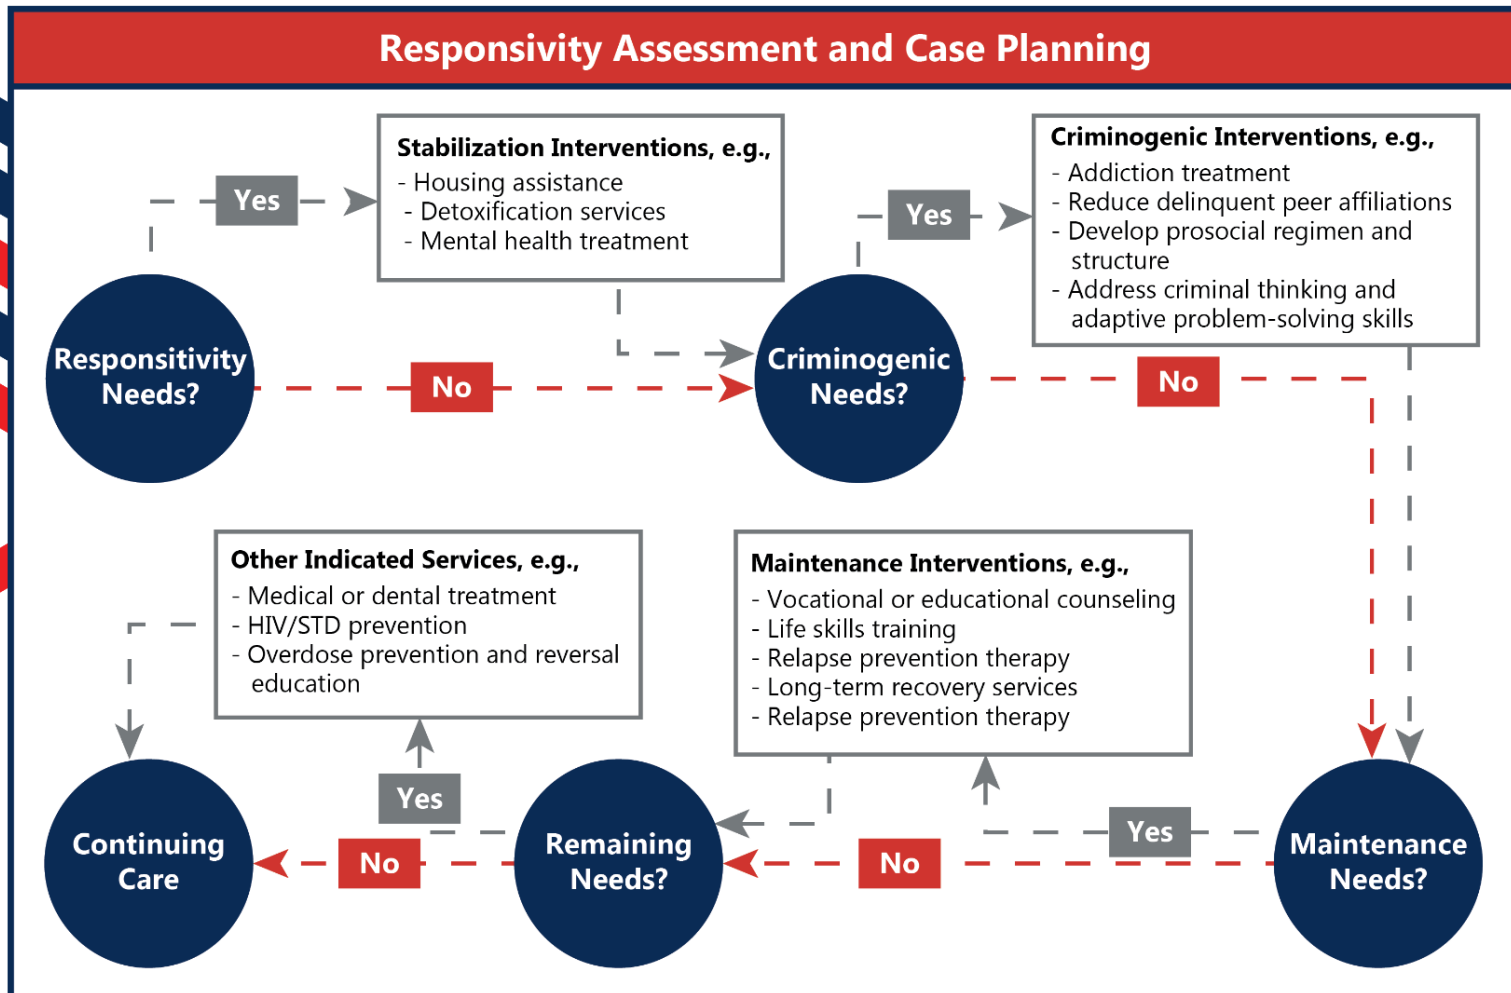 Responsivity Assessment and Case Planning
Yes
Stabilization Interventions, e.g.,
- Housing assistance
- Detoxification services
- Mental health treatment
Yes
Criminogenic Interventions, e.g.,
- Addiction treatment
- Reduce delinquent peer affiliations
- Develop prosocial regimen and
structure
- Address criminal thinking and
adaptive problem-solving skills
Responsitivity
Needs?
No
Criminogenic
Needs?
No
Other Indicated Services, e.g.,
- Medical or dental treatment
- HIV/STD prevention
- Overdose prevention and reversal
education
Maintenance Interventions, e.g.,
- Vocational or educational counseling
- Life skills training
- Relapse prevention therapy
- Long-term recovery services
- Relapse prevention therapy
Continuing
Care
Yes
No
Remaining
Needs?
No
Yes
Maintenance
Needs?